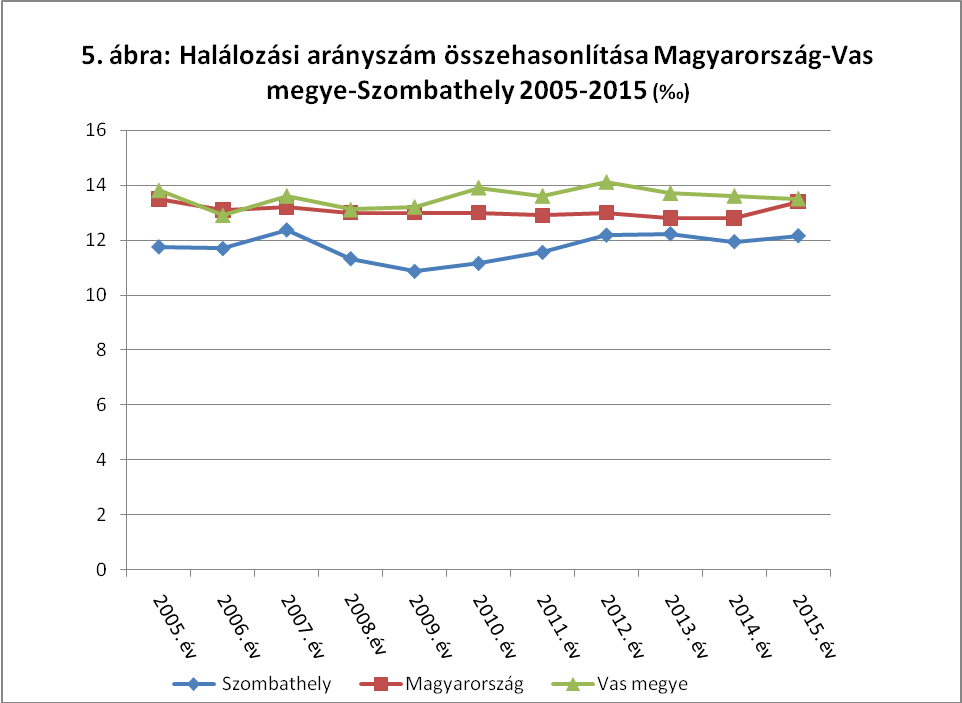 5. ábra: Halálozási arányszám összehasonlítása Magyarország-Vas
megye-Szombathely 2005-2015 (‰)
16
14
12
10
8
6
4
2
0
2005.év
2006.év
2007.év
2008.év
2009.év
2010.év
2011.év
2012.év
2013.év
2014.év
2015.év
Szombathely
Magyarország
Vas megye